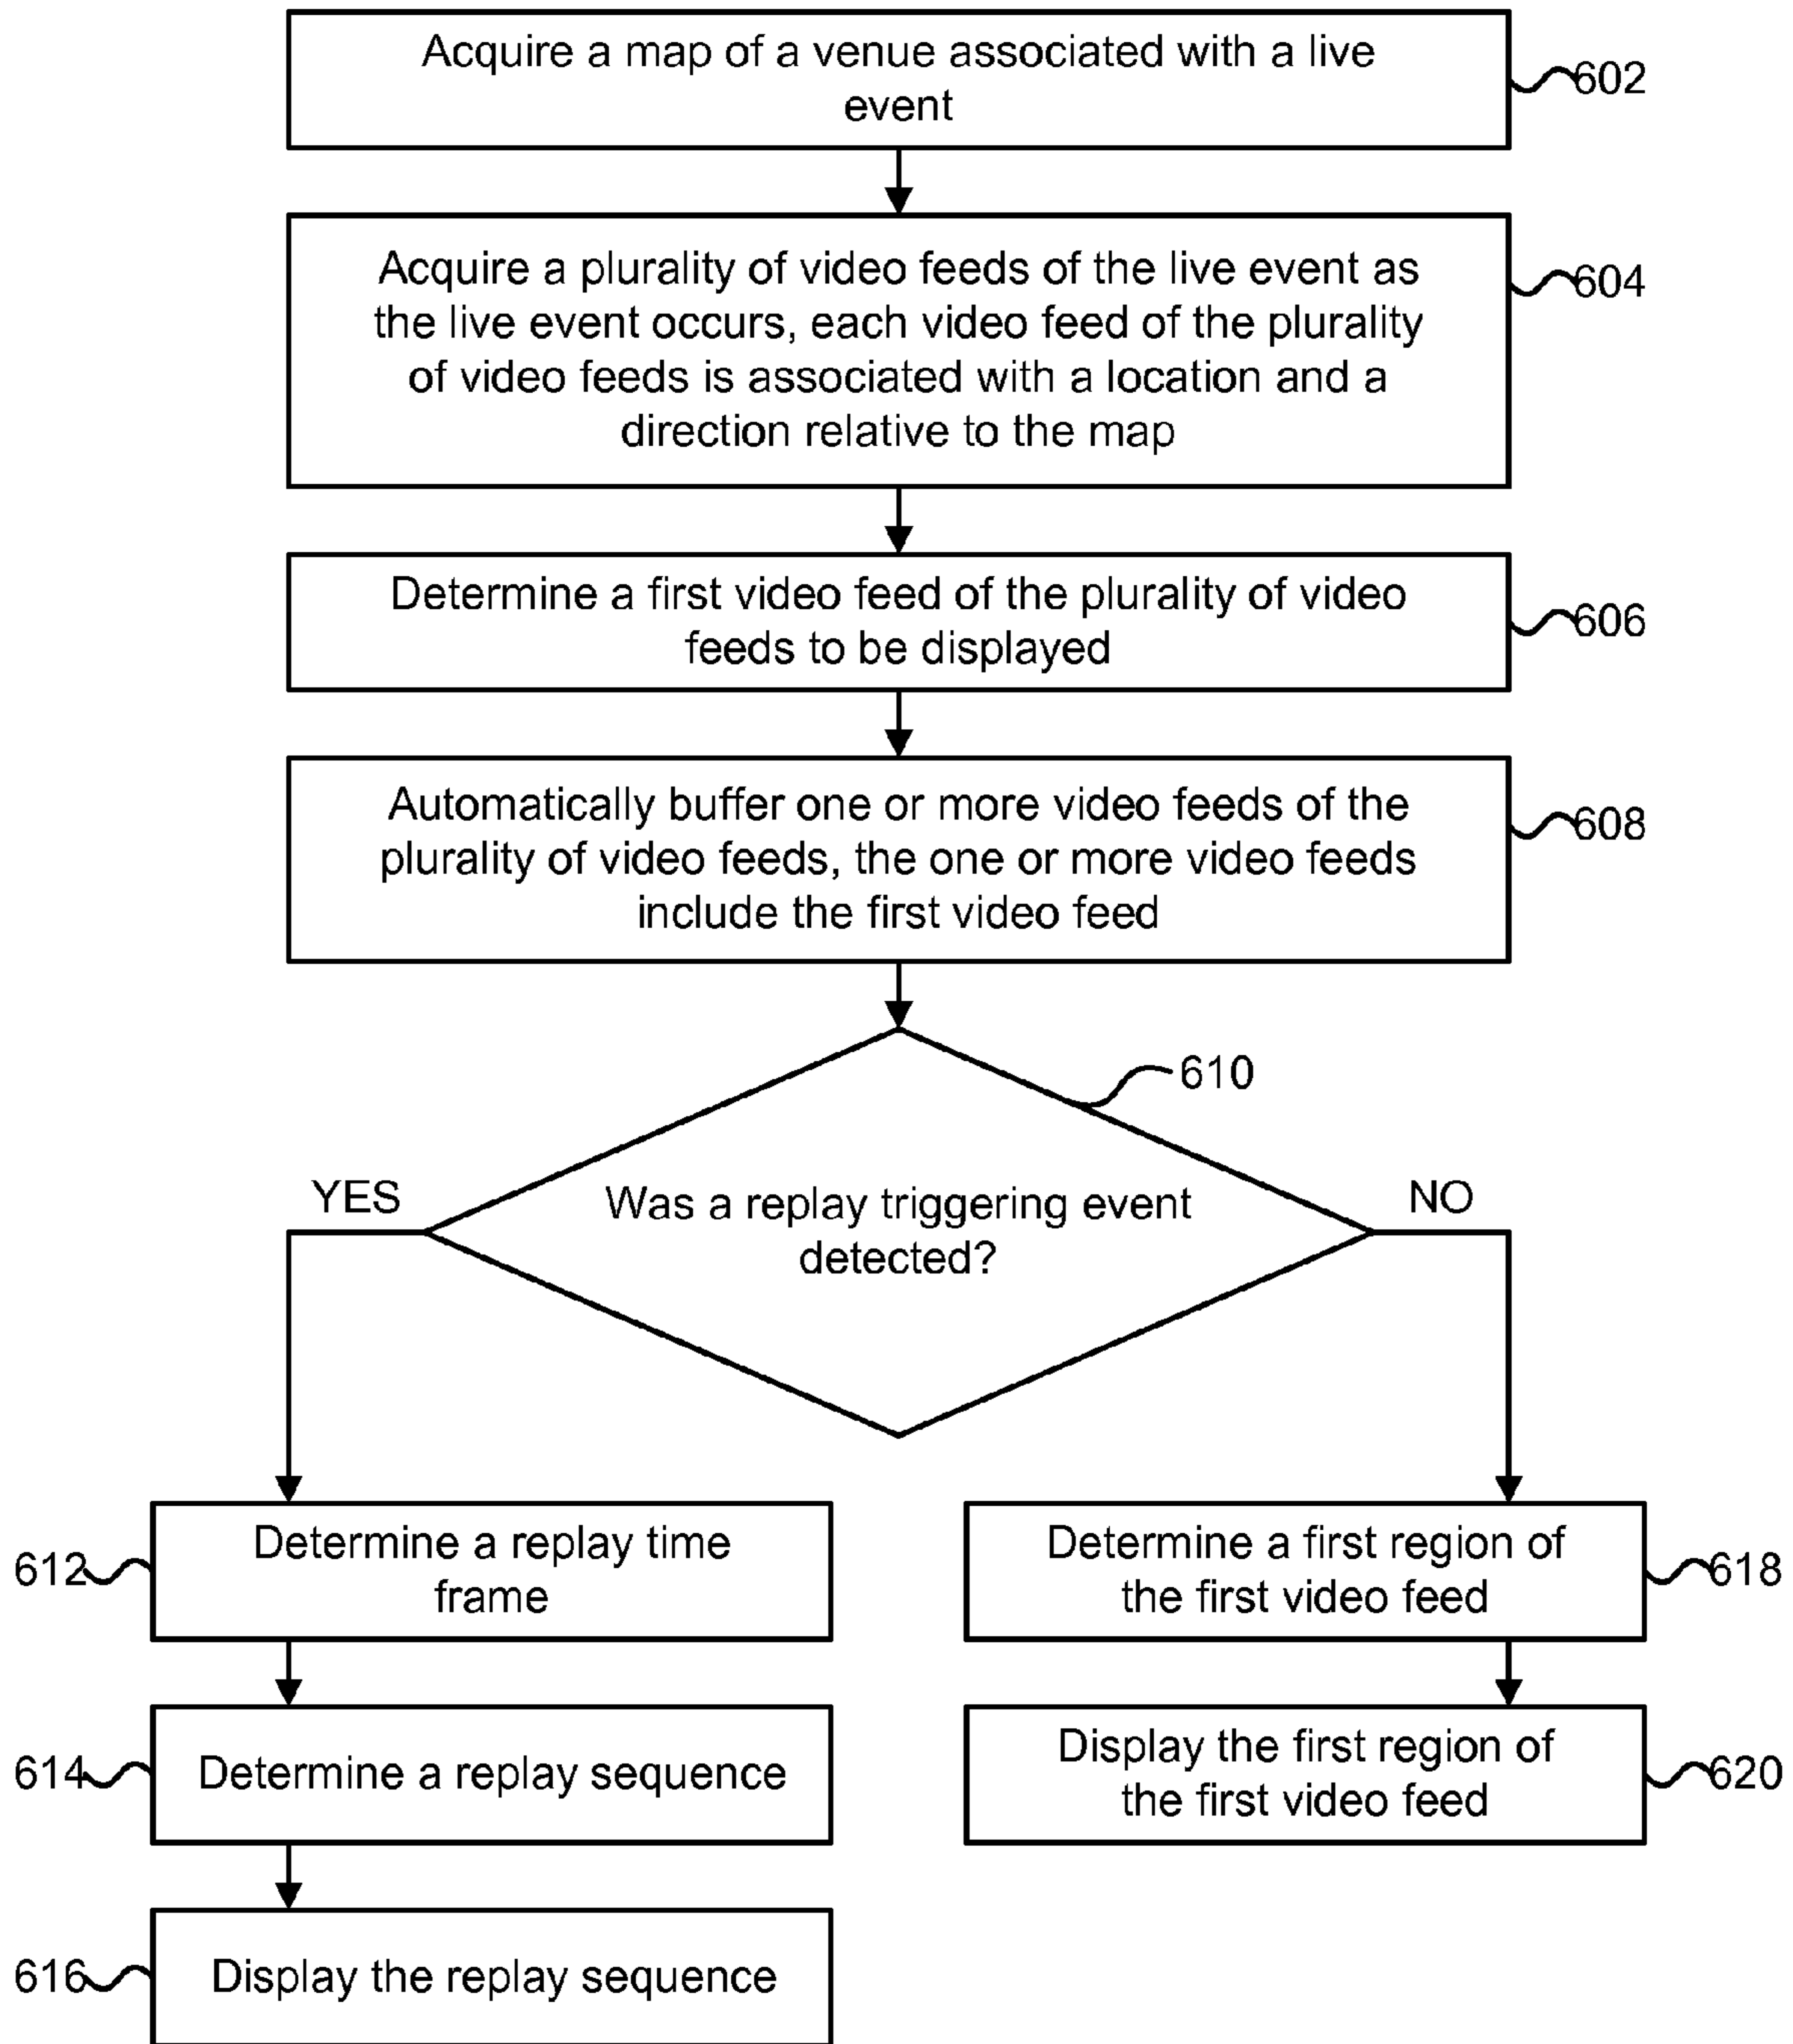 Acquire a map of a venue associated with a live
event
602
Acquire a plurality of video feeds of the live event as
the live event occurs, each video feed of the plurality
of video feeds is associated with a location and a
direction relative to the map
604
Determine a first video feed of the plurality of video
feeds to be displayed
606
Automatically buffer one or more video feeds of the
plurality of video feeds, the one or more video feeds
include the first video feed
608
610
Was a replay triggering event
detected?
YES
NO
Determine a replay time
frame
612
Determine a replay sequence
614
Display the replay sequence
616
Determine a first region of
the first video feed
618
Display the first region of
the first video feed
620